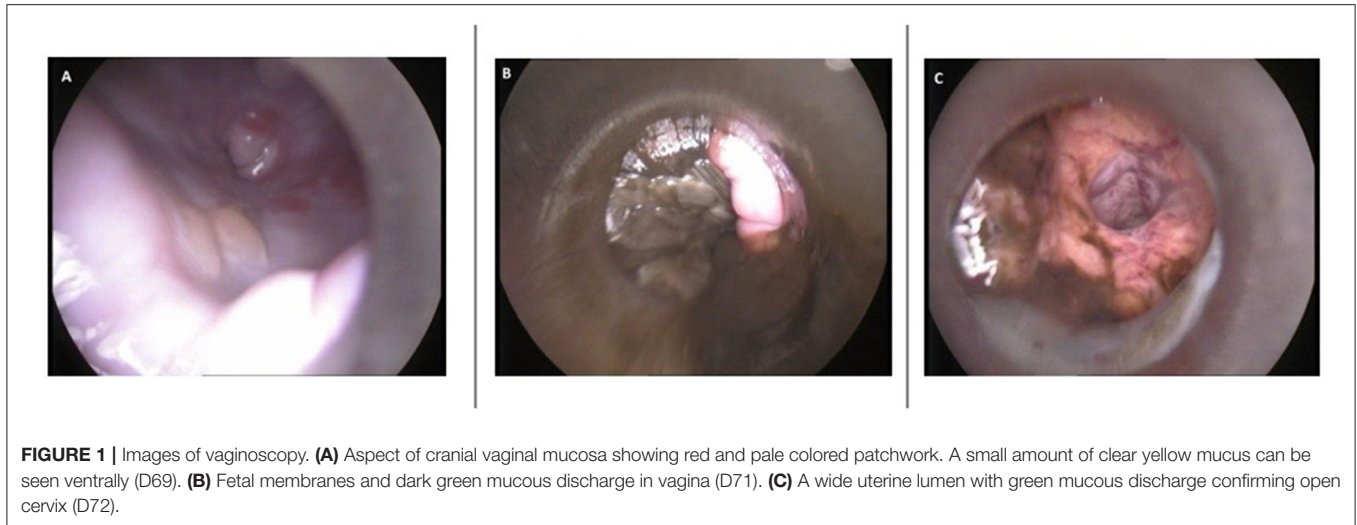 A
B
C
FIGURE 1 | Images of vaginoscopy. (A) Aspect of cranial vaginal mucosa showing red and pale colored patchwork. A small amount of clear yellow mucus can be
seen ventrally (D69). (B) Fetal membranes and dark green mucous discharge in vagina (D71). (C) A wide uterine lumen with green mucous discharge confirming open
cervix (D72).